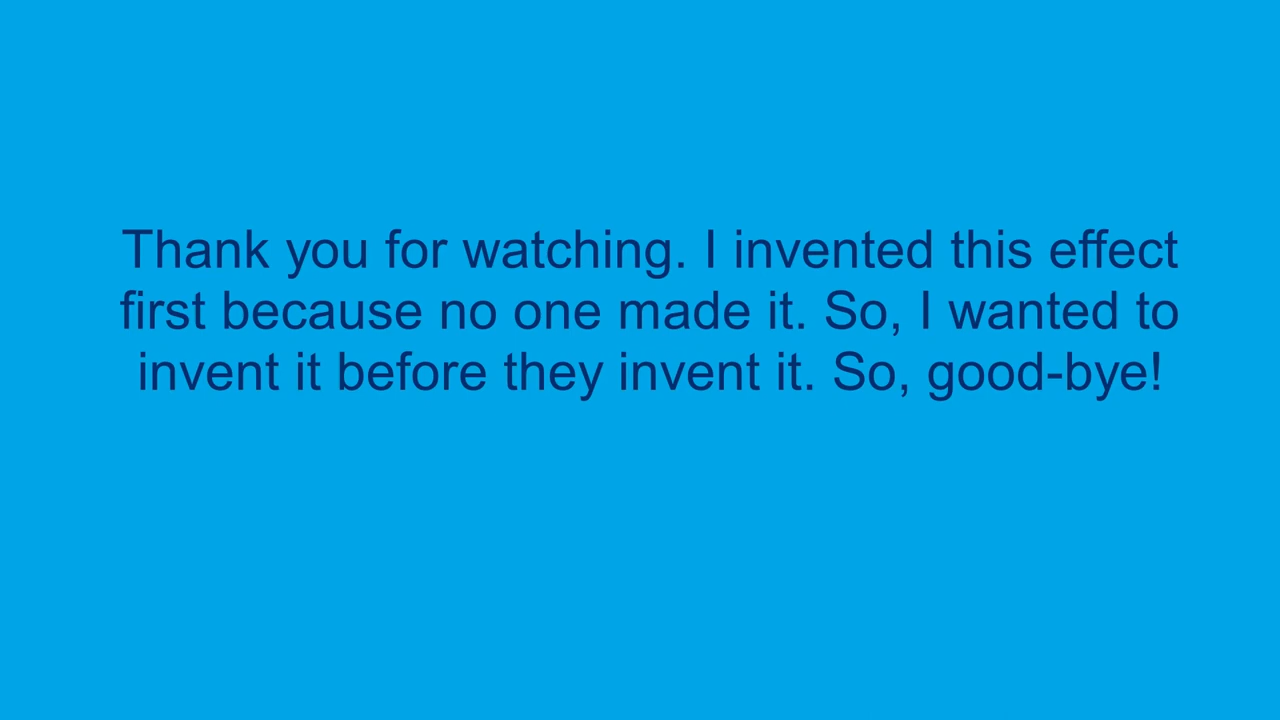 Thank you for watching. I invented this effect
first because no one made it. So, I wanted to
invent it before they invent it. So, good-bye!